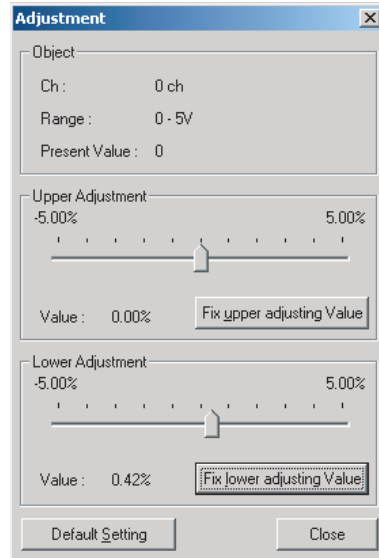 Adjustment
Object
Ch : 0 ch
Range : 0 - 5V
Present Value : 0
Upper Adjustment
-5.00% 5.00%
Value : 0.00% Fix upper adjusting Value
Lower Adjustment
-5.00% 5.00%
Value : 0.42% Fix lower adjusting Value
Default Setting Close